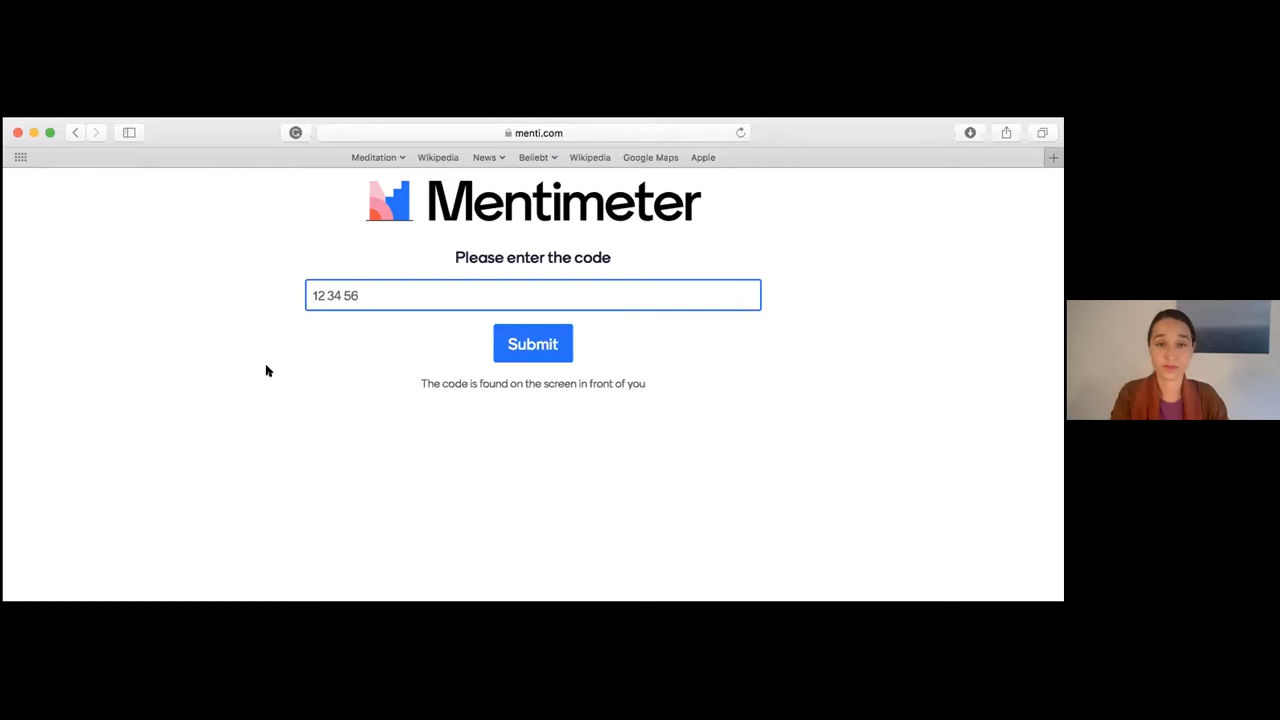 menti.com
Meditation Wikipedia News Beliebt Wikipedia Google Maps Apple
Mentimeter
Please enter the code
12 34 56
Submit
The code is found on the screen in front of you